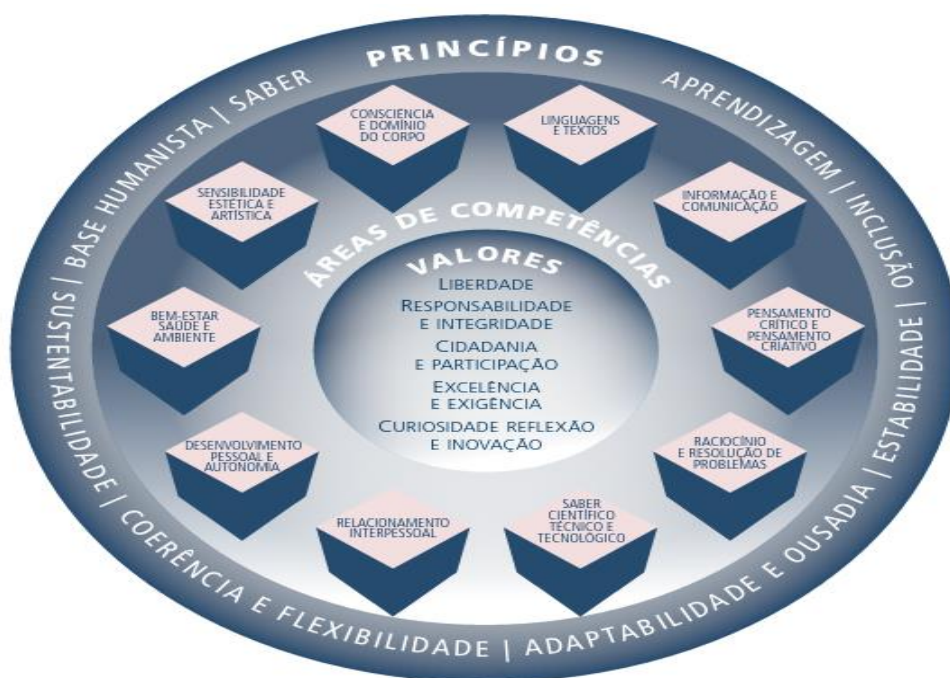 PRINCÍPIOS
APRENDIZAGEM | INCLUSÃO | ESTABILIDADE | ADAPTABILIDADE E OUSADIA | COERÊNCIA E FLEXIBILIDADE | SUSTENTABILIDADE | BASE HUMANISTA | SABER
ÁREAS DE COMPETÊNCIAS
LINGUAGENS
E TEXTOS
INFORMAÇÃO E
COMUNICAÇÃO
PENSAMENTO
CRÍTICO E
PENSAMENTO
CRIATIVO
RACIOCÍNIO
E RESOLUÇÃO DE
PROBLEMAS
SABER
CIENTÍFICO
TÉCNICO E
TECNOLÓGICO
RELACIONAMENTO
INTERPESSOAL
DESENVOLVIMENTO
PESSOAL E
AUTONOMIA
BEM-ESTAR
SAÚDE E
AMBIENTE
SENSIBILIDADE
ESTÉTICA E
ARTÍSTICA
CONSCIÊNCIA
E DOMÍNIO
DO CORPO
VALORES
LIBERDADE
RESPONSABILIDADE
E INTEGRIDADE
CIDADANIA
E PARTICIPAÇÃO
EXCELÊNCIA
E EXIGÊNCIA
CURIOSIDADE REFLEXÃO
E INOVAÇÃO